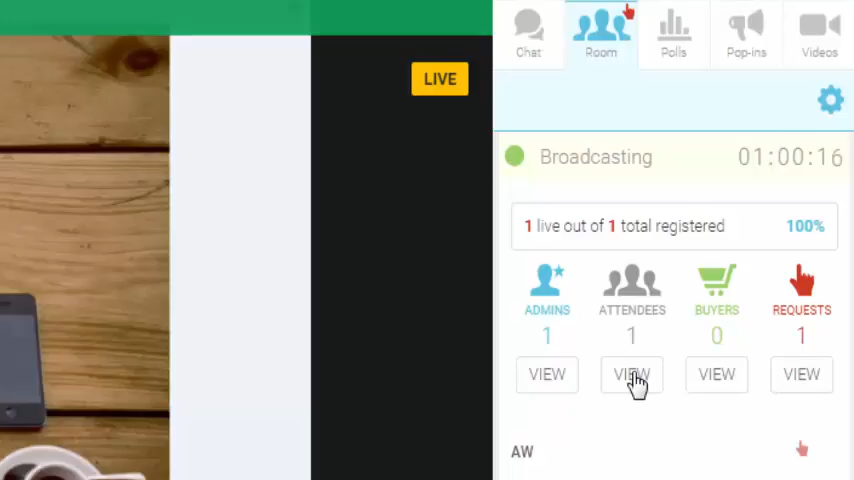 Chat Room Polls Pop-ins Videos
LIVE
Broadcasting 01:00:16
1 live out of 1 total registered 100%
ADMINS ATTENDEES BUYERS REQUESTS
1 1 0 1
VIEW VIEW VIEW VIEW
AW